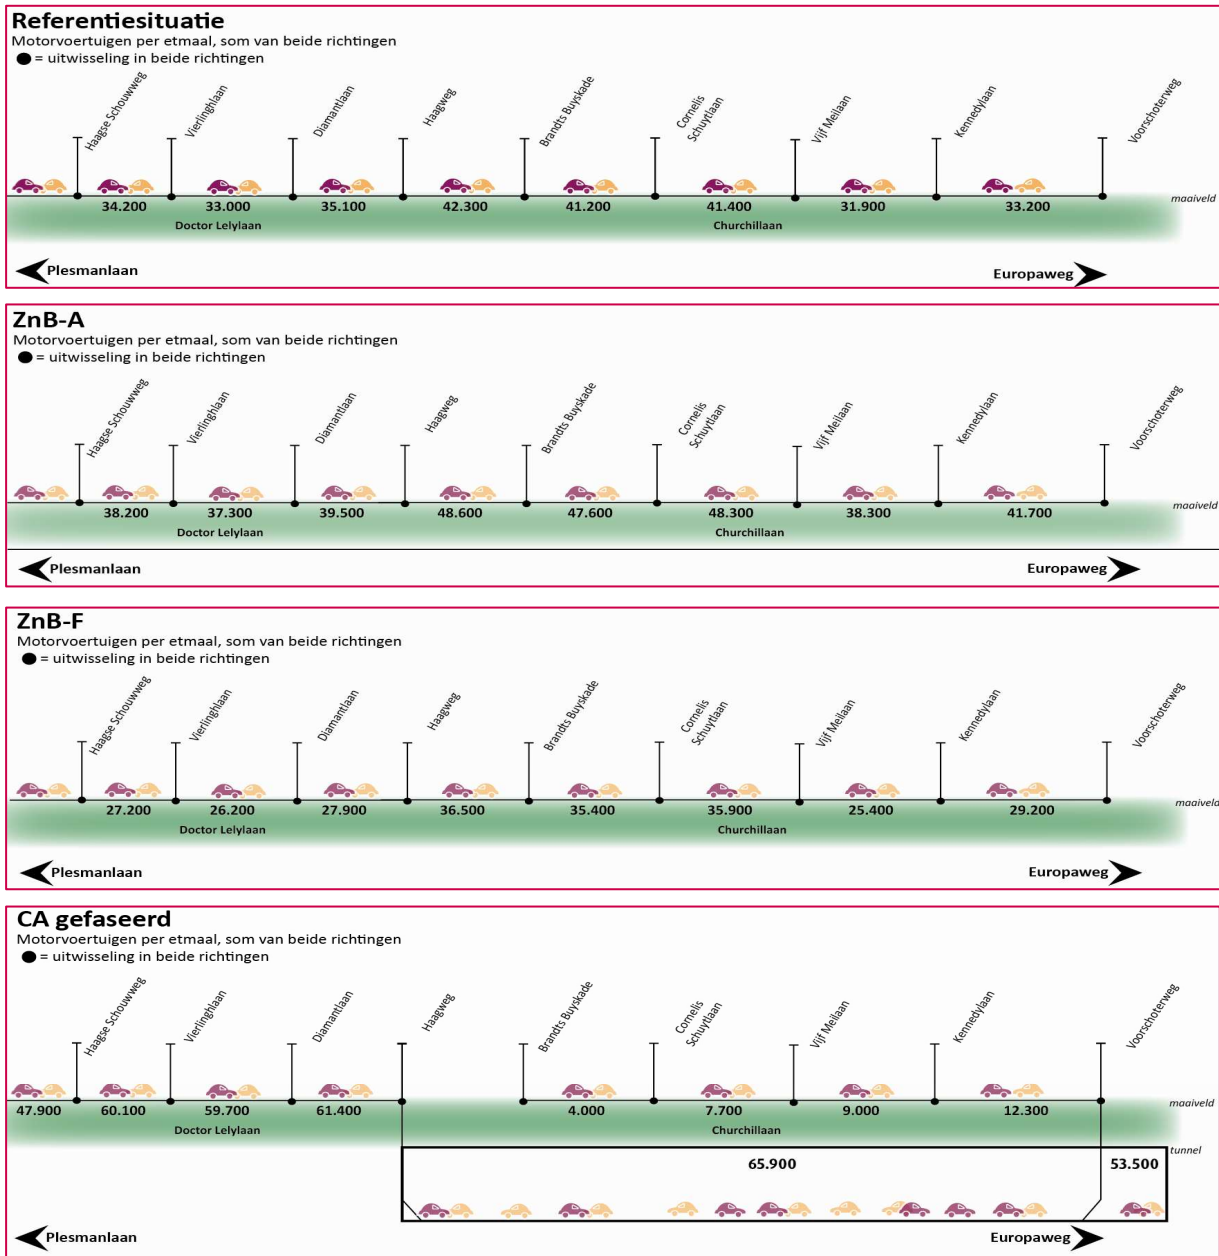 Referentiesituatie
Motorvoertuigen per etmaal, som van beide richtingen
= uitwisseling in beide richtingen
Haagse Schouwweg
Vierlinghlaan
Diamantlaan
Haagweg
Brandts Buyskade
Cornelis
Schuytlaan
Vijf Meilaan
Kennedylaan
Voorschoterweg
34.200 33.000 35.100 42.300 41.200 41.400 31.900 33.200 maaiveld
Doctor Lelylaan Churchillaan
Plesmanlaan Europaweg
ZnB-A
Motorvoertuigen per etmaal, som van beide richtingen
= uitwisseling in beide richtingen
Haagse Schouwweg
Vierlinghlaan
Diamantlaan
Haagweg
Brandts Buyskade
Cornelis
Schuytlaan
Vijf Meilaan
Kennedylaan
Voorschoterweg
38.200 37.300 39.500 48.600 47.600 48.300 38.300 41.700 maaiveld
Doctor Lelylaan Churchillaan
Plesmanlaan Europaweg
ZnB-F
Motorvoertuigen per etmaal, som van beide richtingen
= uitwisseling in beide richtingen
Haagse Schouwweg
Vierlinghlaan
Diamantlaan
Haagweg
Brandts Buyskade
Cornelis
Schuytlaan
Vijf Meilaan
Kennedylaan
Voorschoterweg
27.200 26.200 27.900 36.500 35.400 35.900 25.400 29.200 maaiveld
Doctor Lelylaan Churchillaan
Plesmanlaan Europaweg
CA gefaseerd
Motorvoertuigen per etmaal, som van beide richtingen
= uitwisseling in beide richtingen
Haagse Schouwweg
Vierlinghlaan
Diamantlaan
Haagweg
Brandts Buyskade
Cornelis
Schuytlaan
Vijf Meilaan
Kennedylaan
Voorschoterweg
47.900 60.100 59.700 61.400 4.000 7.700 9.000 12.300 maaiveld
Doctor Lelylaan Churchillaan
tunnel
65.900 53.500
Plesmanlaan Europaweg